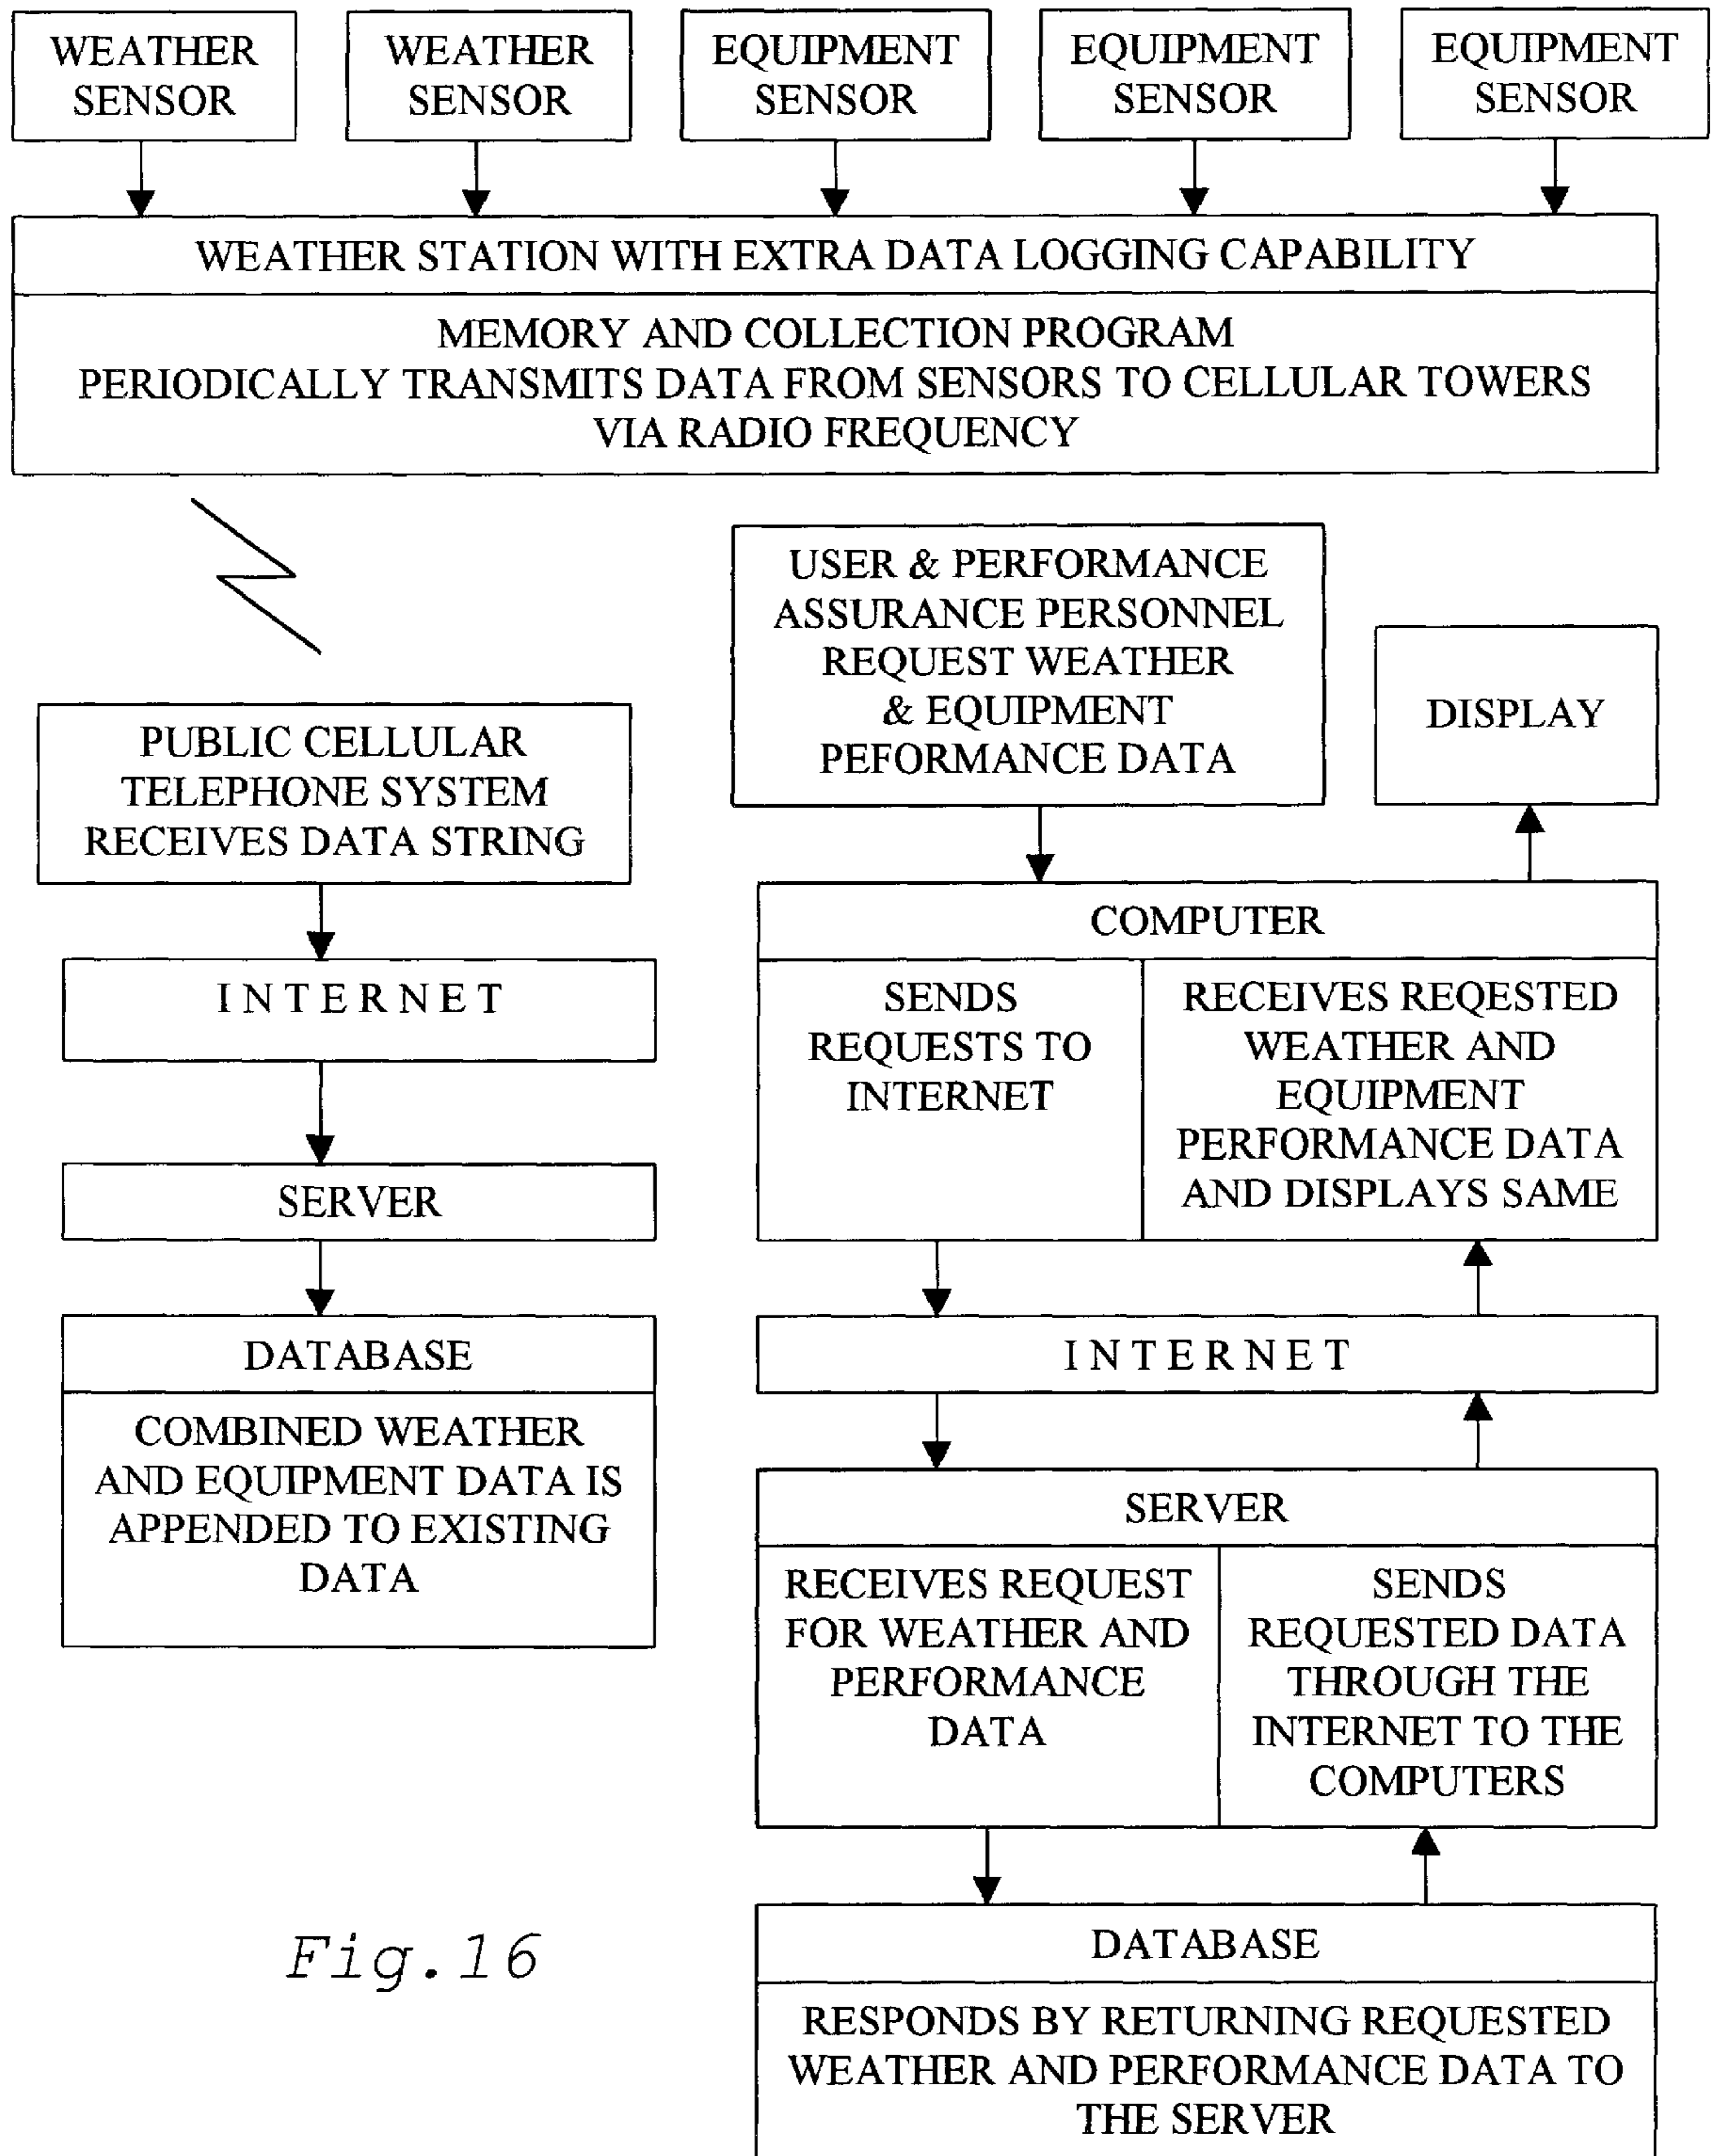 WEATHER
SENSOR
WEATHER
SENSOR
EQUIPMENT
SENSOR
EQUIPMENT
SENSOR
EQUIPMENT
SENSOR
WEATHER STATION WITH EXTRA DATA LOGGING CAPABILITY
MEMORY AND COLLECTION PROGRAM
PERIODICALLY TRANSMITS DATA FROM SENSORS TO CELLULAR TOWERS
VIA RADIO FREQUENCY
PUBLIC CELLULAR
TELEPHONE SYSTEM
RECEIVES DATA STRING
INTERNET
SERVER
DATABASE
COMBINED WEATHER
AND EQUIPMENT DATA IS
APPENDED TO EXISTING
DATA
USER & PERFORMANCE
ASSURANCE PERSONNEL
REQUEST WEATHER
& EQUIPMENT
PEFORMANCE DATA
DISPLAY
COMPUTER
SENDS
REQUESTS TO
INTERNET
RECEIVES REQESTED
WEATHER AND
EQUIPMENT
PERFORMANCE DATA
AND DISPLAYS SAME
INTERNET
SERVER
RECEIVES REQUEST
FOR WEATHER AND
PERFORMANCE
DATA
SENDS
REQUESTED DATA
THROUGH THE
INTERNET TO THE
COMPUTERS
DATABASE
RESPONDS BY RETURNING REQUESTED
WEATHER AND PERFORMANCE DATA TO
THE SERVER
Fig.16